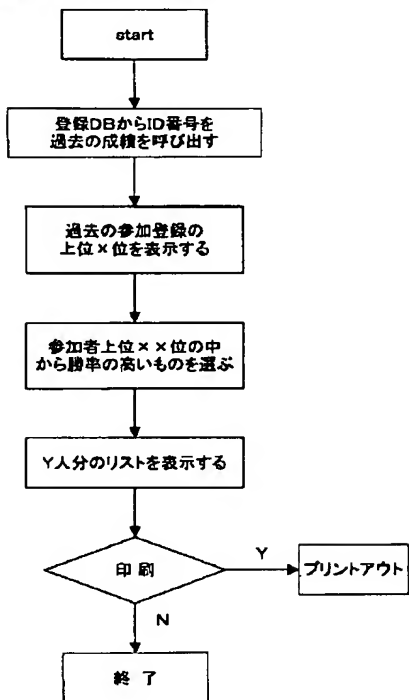 start
登録DBからID番号を
過去の成績を呼び出す
過去の参加登録の
上位×位を表示する
参加者上位××位の中
から勝率の高いものを選ぶ
Y人分のリストを表示する
印刷
Y
プリントアウト
N
終了